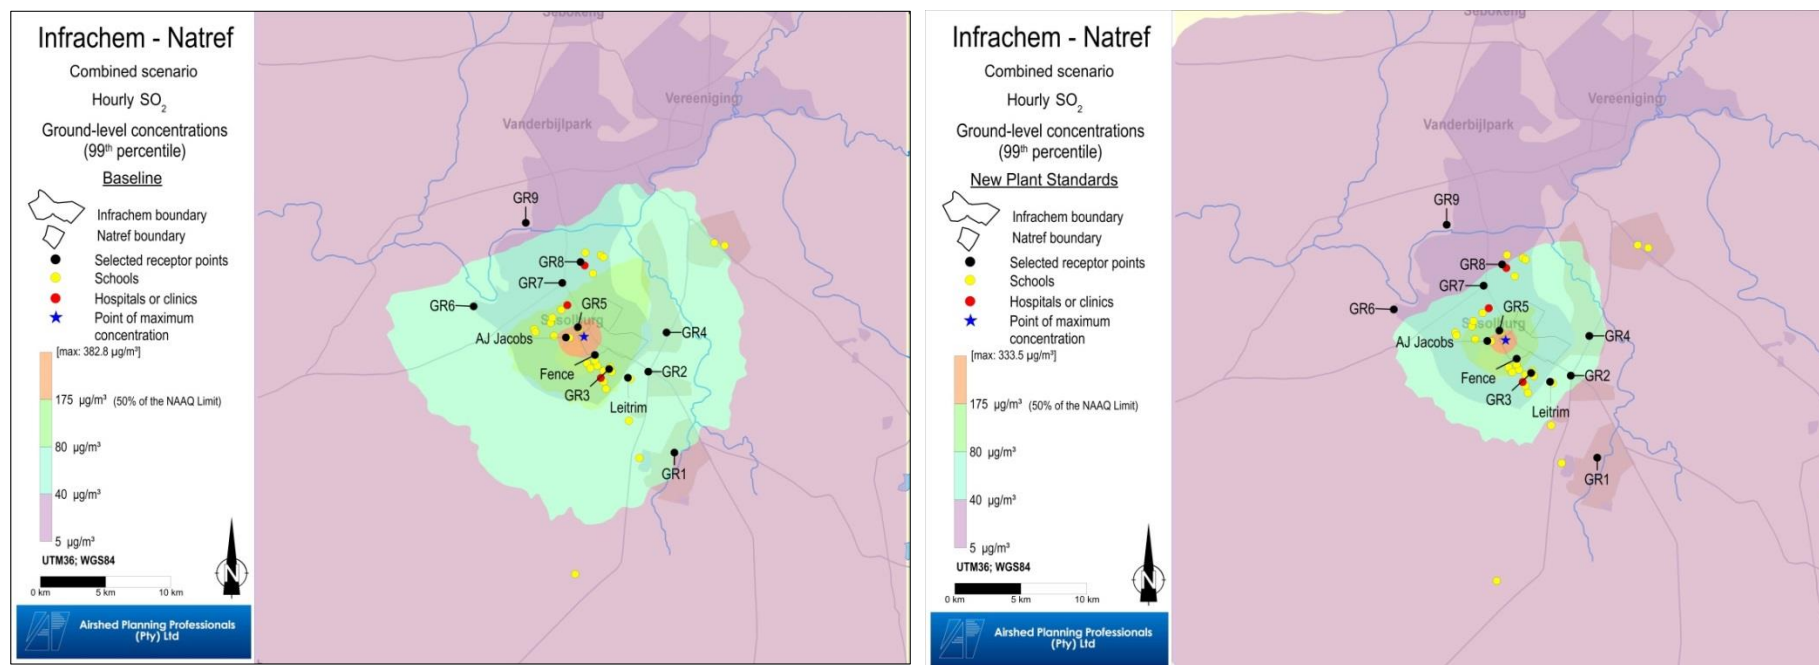 Infrachem - Natref
Combined scenario
Hourly SO₂
Ground-level concentrations
(99ᵗʰ percentile)
Baseline
Infrachem boundary
Natref boundary
Selected receptor points
Schools
Hospitals or clinics
Point of maximum
concentration
[max: 382.8 µg/m³]
175 µg/m³ (50% of the NAAQ Limit)
80 µg/m³
40 µg/m³
5 µg/m³
UTM36; WGS84
0 km 5 km 10 km
N
Airshed Planning Professionals
(Pty) Ltd
Sebokeng
Vereeniging
Vanderbijlpark
GR9
GR8
GR7
GR6
GR5
Sasolburg
GR4
AJ Jacobs
Fence
GR2
GR3
Leitrim
GR1
Infrachem - Natref
Combined scenario
Hourly SO₂
Ground-level concentrations
(99ᵗʰ percentile)
New Plant Standards
Infrachem boundary
Natref boundary
Selected receptor points
Schools
Hospitals or clinics
Point of maximum
concentration
[max: 333.5 µg/m³]
175 µg/m³ (50% of the NAAQ Limit)
80 µg/m³
40 µg/m³
5 µg/m³
UTM36; WGS84
0 km 5 km 10 km
N
Airshed Planning Professionals
(Pty) Ltd
Sebokeng
Vereeniging
Vanderbijlpark
GR9
GR8
GR7
GR6
GR5
Sasolburg
GR4
AJ Jacobs
Fence
GR2
GR3
Leitrim
GR1